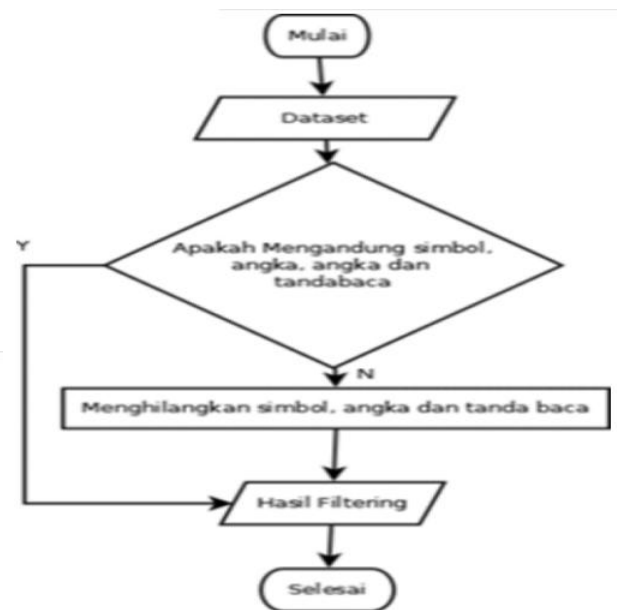 Mulai
Dataset
Y
Apakah Mengandung simbol,
angka, angka dan
tandabaca
N
Menghilangkan simbol, angka dan tanda baca
Hasil Filtering
Selesai